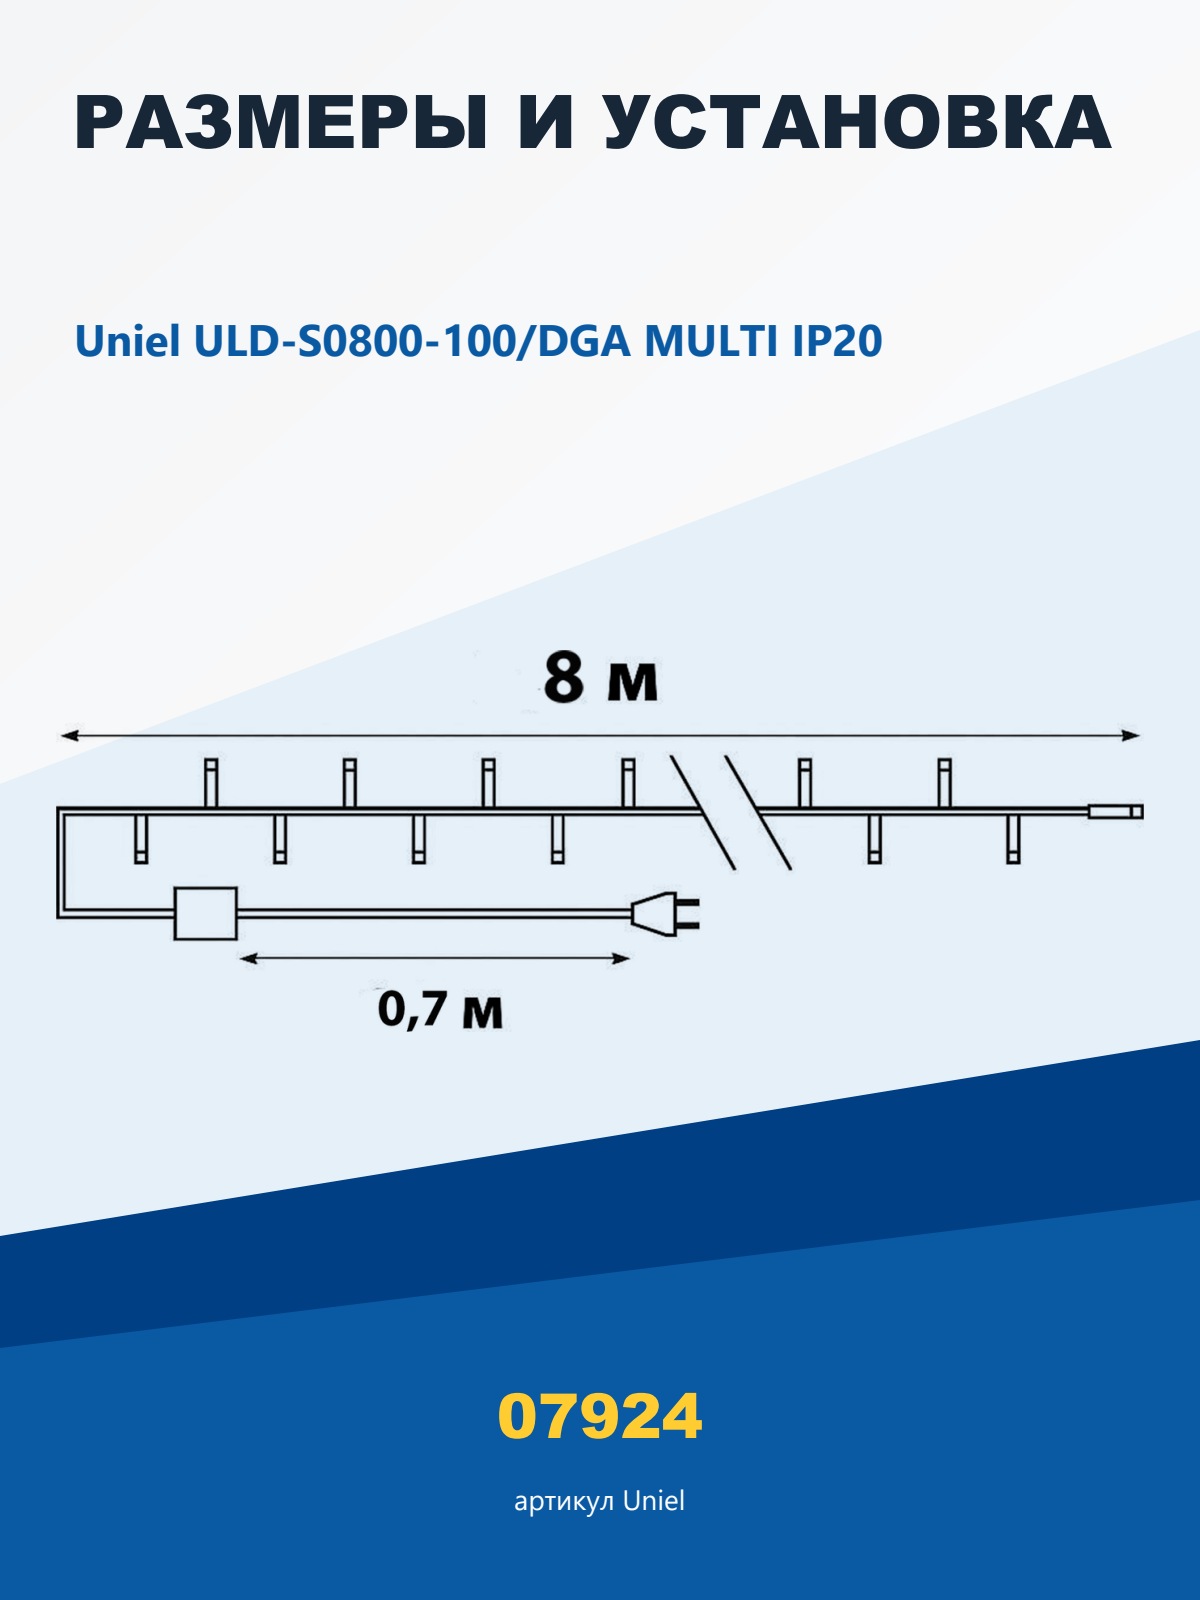 РАЗМЕРЫ И УСТАНОВКА
Uniel ULD-S0800-100/DGA MULTI IP20
8 м
0,7 м
07924
артикул Uniel